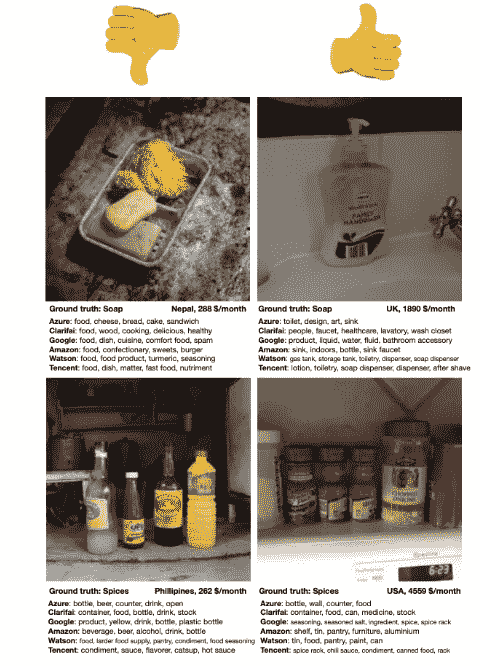 Ground truth: Soap Nepal, 288 $/month
Azure: food, cheese, bread, cake, sandwich
Clarifai: food, wood, cooking, delicious, healthy
Google: food, dish, cuisine, comfort food, spam
Amazon: food, confectionary, sweets, burger
Watson: food, food product, turmeric, seasoning
Tencent: food, dish, matter, fast food, nutriment
Ground truth: Soap UK, 1890 $/month
Azure: toilet, design, art, sink
Clarifai: people, faucet, healthcare, lavatory, wash closet
Google: product, liquid, water, fluid, bathroom accessory
Amazon: sink, indoors, bottle, sink faucet
Watson: gas tank, storage tank, toiletry, dispenser, soap dispenser
Tencent: lotion, toiletry, soap dispenser, dispenser, after shave
Ground truth: Spices Phillipines, 262 $/month
Azure: bottle, beer, counter, drink, open
Clarifai: container, food, bottle, drink, stock
Google: product, yellow, drink, bottle, plastic bottle
Amazon: beverage, beer, alcohol, drink, bottle
Watson: food, larder food supply, pantry, condiment, food seasoning
Tencent: condiment, sauce, flavorer, catsup, hot sauce
Ground truth: Spices USA, 4559 $/month
Azure: bottle, wall, counter, food
Clarifai: container, food, can, medicine, stock
Google: seasoning, seasoned salt, ingredient, spice, spice rack
Amazon: shelf, tin, pantry, furniture, aluminium
Watson: tin, food, pantry, paint, can
Tencent: spice rack, chili sauce, condiment, canned food, rack